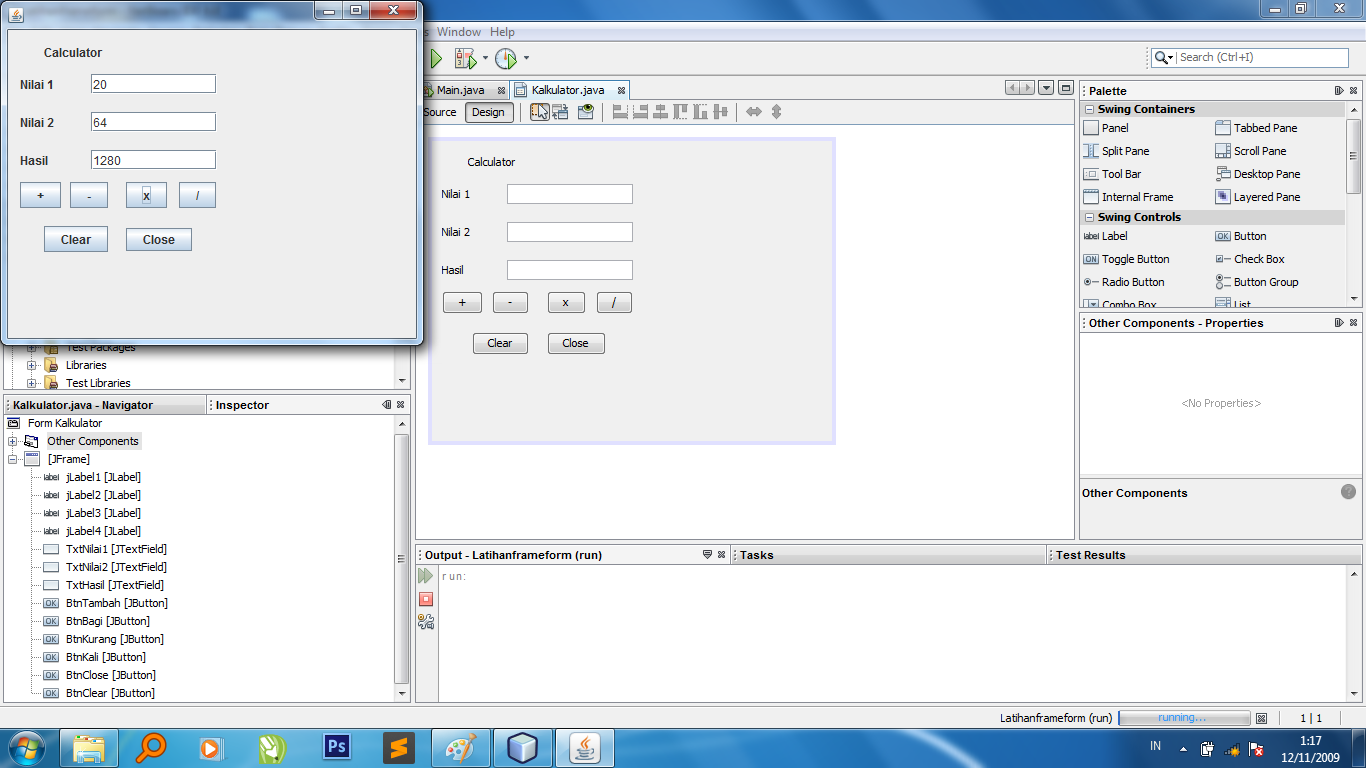 Calculator
Nilai 1
20
Nilai 2
64
Hasil
1280
+ - x /
Clear Close
Window Help
Search (Ctrl+I)
Main.java Kalkulator.java
Source Design
Calculator
Nilai 1
Nilai 2
Hasil
+ - x /
Clear Close
Palette
Swing Containers
Panel Tabbed Pane
Split Pane Scroll Pane
Tool Bar Desktop Pane
Internal Frame Layered Pane
Swing Controls
Label Button
Toggle Button Check Box
Radio Button Button Group
Combo Box List
Other Components - Properties
<No Properties>
Other Components
Test Packages
Libraries
Test Libraries
Kalkulator.java - Navigator Inspector
Form Kalkulator
Other Components
[JFrame]
jLabel1 [JLabel]
jLabel2 [JLabel]
jLabel3 [JLabel]
jLabel4 [JLabel]
TxtNilai1 [JTextField]
TxtNilai2 [JTextField]
TxtHasil [JTextField]
BtnTambah [JButton]
BtnBagi [JButton]
BtnKurang [JButton]
BtnKali [JButton]
BtnClose [JButton]
BtnClear [JButton]
Output - Latihanframeform (run) Tasks Test Results
run:
Latihanframeform (run) running... 1 | 1
Ps
IN
1:17
12/11/2009